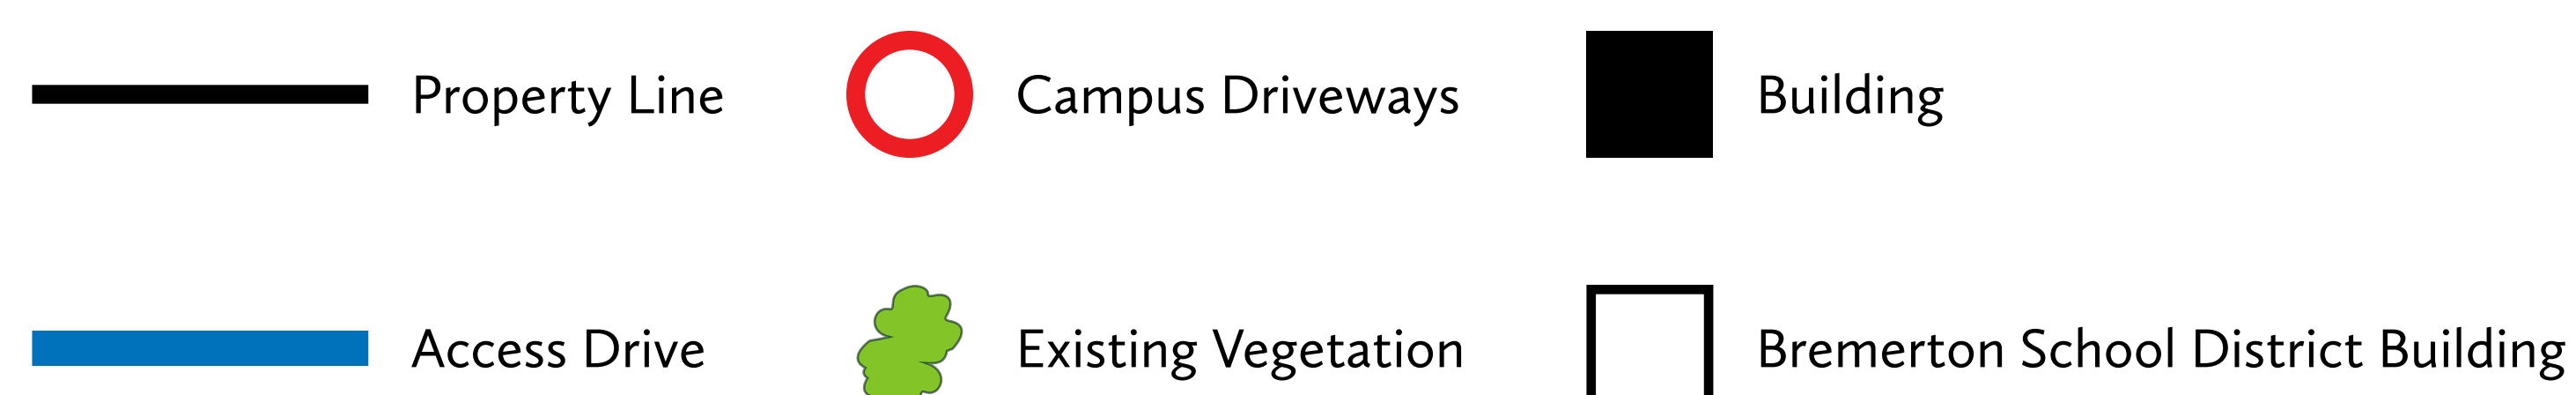 Property Line
Campus Driveways
Building
Access Drive
Existing Vegetation
Bremerton School District Building